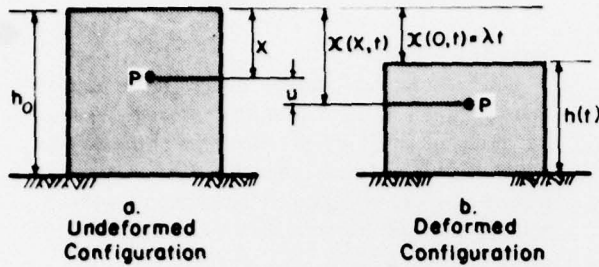 h₀
P
X
u
χ(X,t)
χ(0,t) = λt
P
h(t)
a.
Undeformed
Configuration
b.
Deformed
Configuration